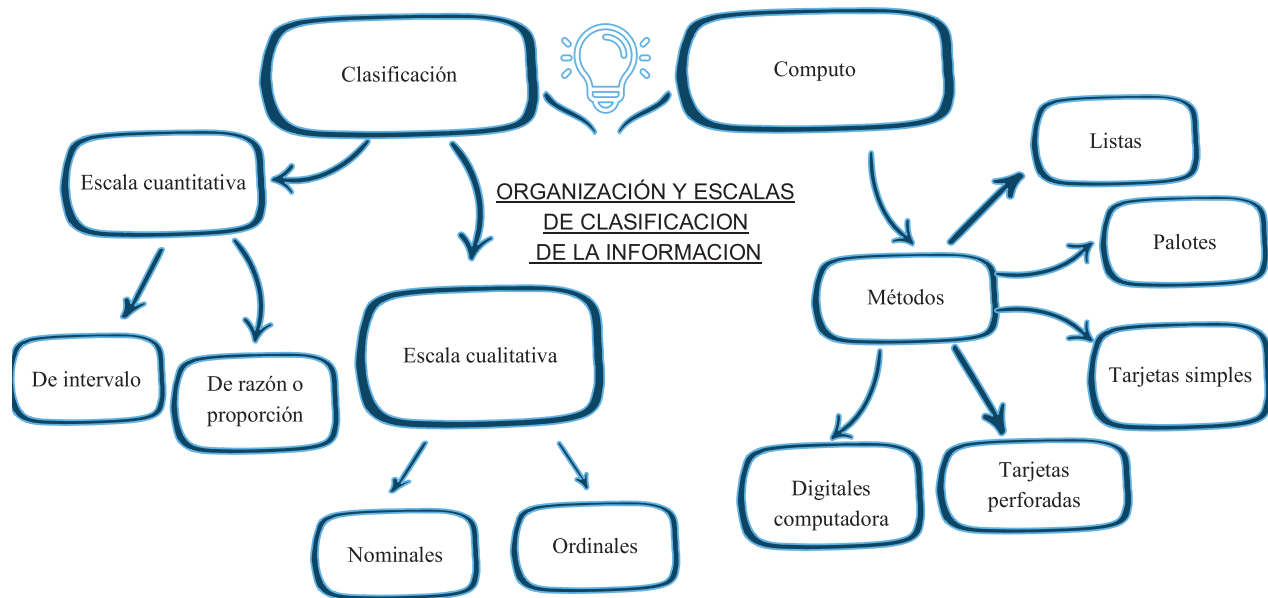 Clasificación
Computo
Listas
Escala cuantitativa
ORGANIZACIÓN Y ESCALAS
DE CLASIFICACION
DE LA INFORMACION
Palotes
Métodos
Escala cualitativa
De intervalo
De razón o
proporción
Tarjetas simples
Digitales
computadora
Tarjetas
perforadas
Nominales
Ordinales